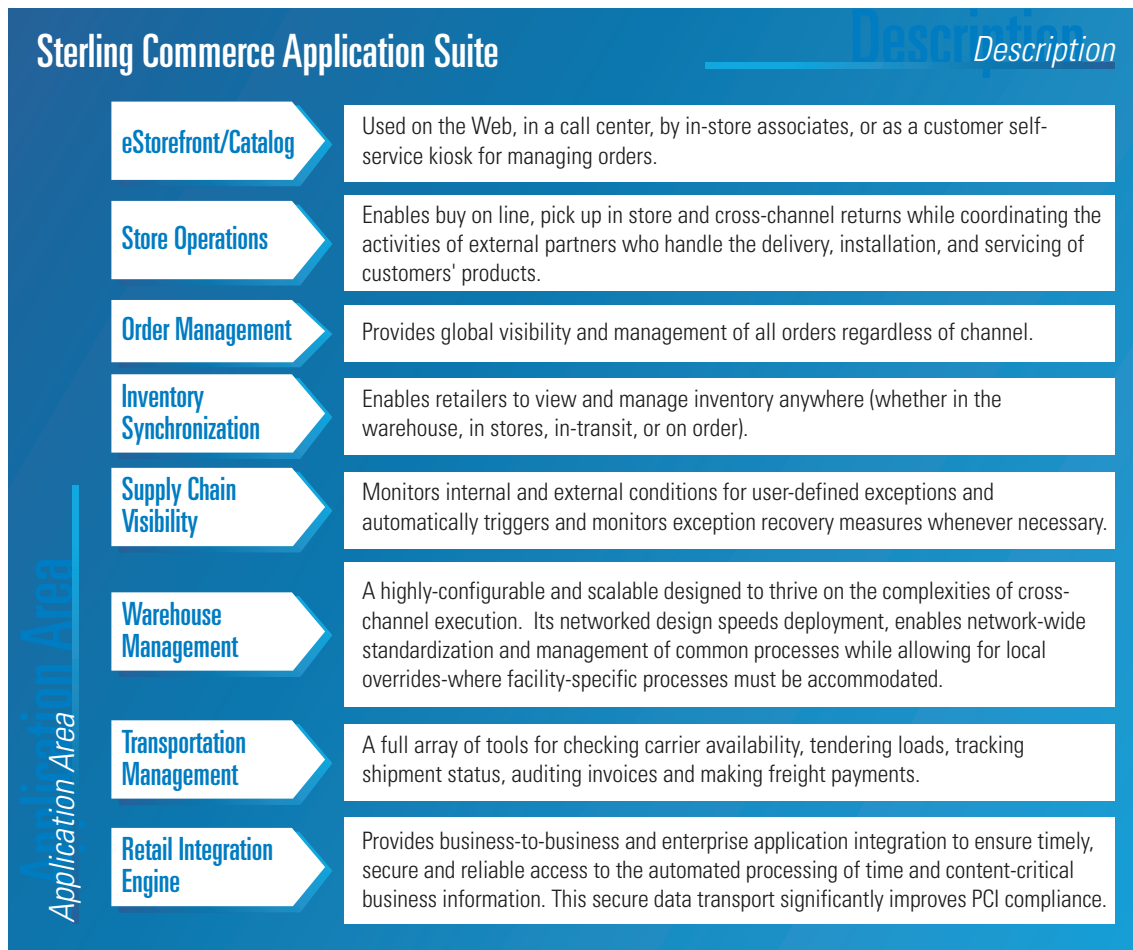 Sterling Commerce Application Suite
Description
Description
eStorefront/Catalog
Used on the Web, in a call center, by in-store associates, or as a customer self-
service kiosk for managing orders.
Store Operations
Enables buy on line, pick up in store and cross-channel returns while coordinating the
activities of external partners who handle the delivery, installation, and servicing of
customers' products.
Order Management
Provides global visibility and management of all orders regardless of channel.
Inventory
Synchronization
Enables retailers to view and manage inventory anywhere (whether in the
warehouse, in stores, in-transit, or on order).
Supply Chain
Visibility
Monitors internal and external conditions for user-defined exceptions and
automatically triggers and monitors exception recovery measures whenever necessary.
Warehouse
Management
A highly-configurable and scalable designed to thrive on the complexities of cross-
channel execution.  Its networked design speeds deployment, enables network-wide
standardization and management of common processes while allowing for local
overrides-where facility-specific processes must be accommodated.
Transportation
Management
A full array of tools for checking carrier availability, tendering loads, tracking
shipment status, auditing invoices and making freight payments.
Retail Integration
Engine
Provides business-to-business and enterprise application integration to ensure timely,
secure and reliable access to the automated processing of time and content-critical
business information. This secure data transport significantly improves PCI compliance.
Application Area
Application Area